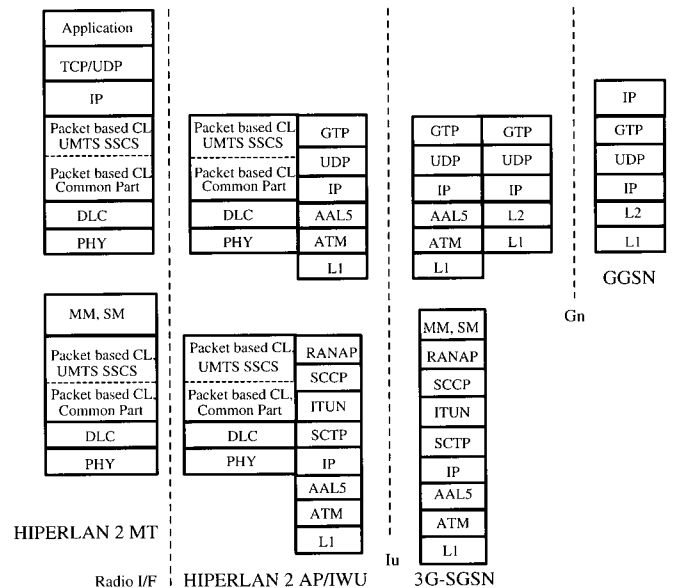 Application
TCP/UDP
IP
Packet based CL
UMTS SSCS
Packet based CL
Common Part
DLC
PHY
Packet based CL
UMTS SSCS
Packet based CL
Common Part
DLC
PHY
GTP
UDP
IP
AAL5
ATM
L1
GTP
UDP
IP
AAL5
ATM
L1
GTP
UDP
IP
L2
L1
IP
GTP
UDP
IP
L2
L1
GGSN
Gn
MM, SM
Packet based CL,
UMTS SSCS
Packet based CL,
Common Part
DLC
PHY
HIPERLAN 2 MT
Radio I/F
Packet based CL,
UMTS SSCS
Packet based CL,
Common Part
DLC
PHY
RANAP
SCCP
ITUN
SCTP
IP
AAL5
ATM
L1
HIPERLAN 2 AP/IWU
Iu
MM, SM
RANAP
SCCP
ITUN
SCTP
IP
AAL5
ATM
L1
3G-SGSN